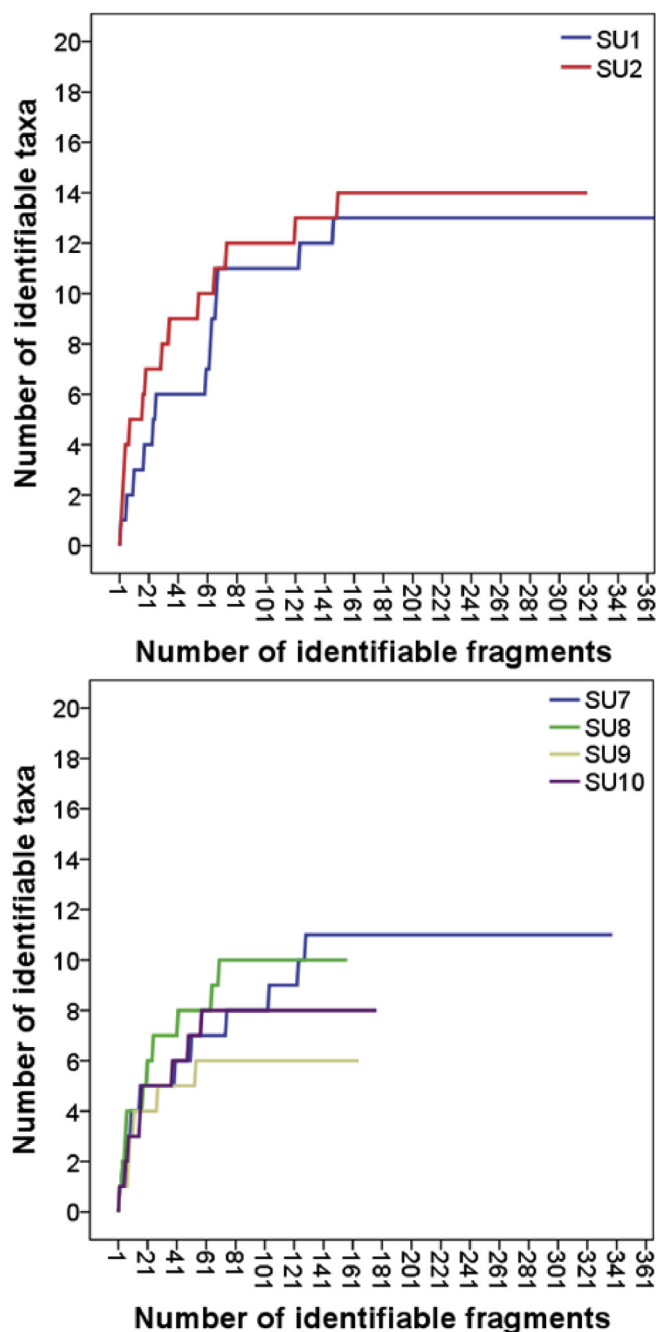 20
18
16
14
12
10
8
6
4
2
0
Number of identifiable taxa
SU1
SU2
1 21 41 61 81 101 121 141 161 181 201 221 241 261 281 301 321 341 361
Number of identifiable fragments
20
18
16
14
12
10
8
6
4
2
0
Number of identifiable taxa
SU7
SU8
SU9
SU10
1 21 41 61 81 101 121 141 161 181 201 221 241 261 281 301 321 341 361
Number of identifiable fragments